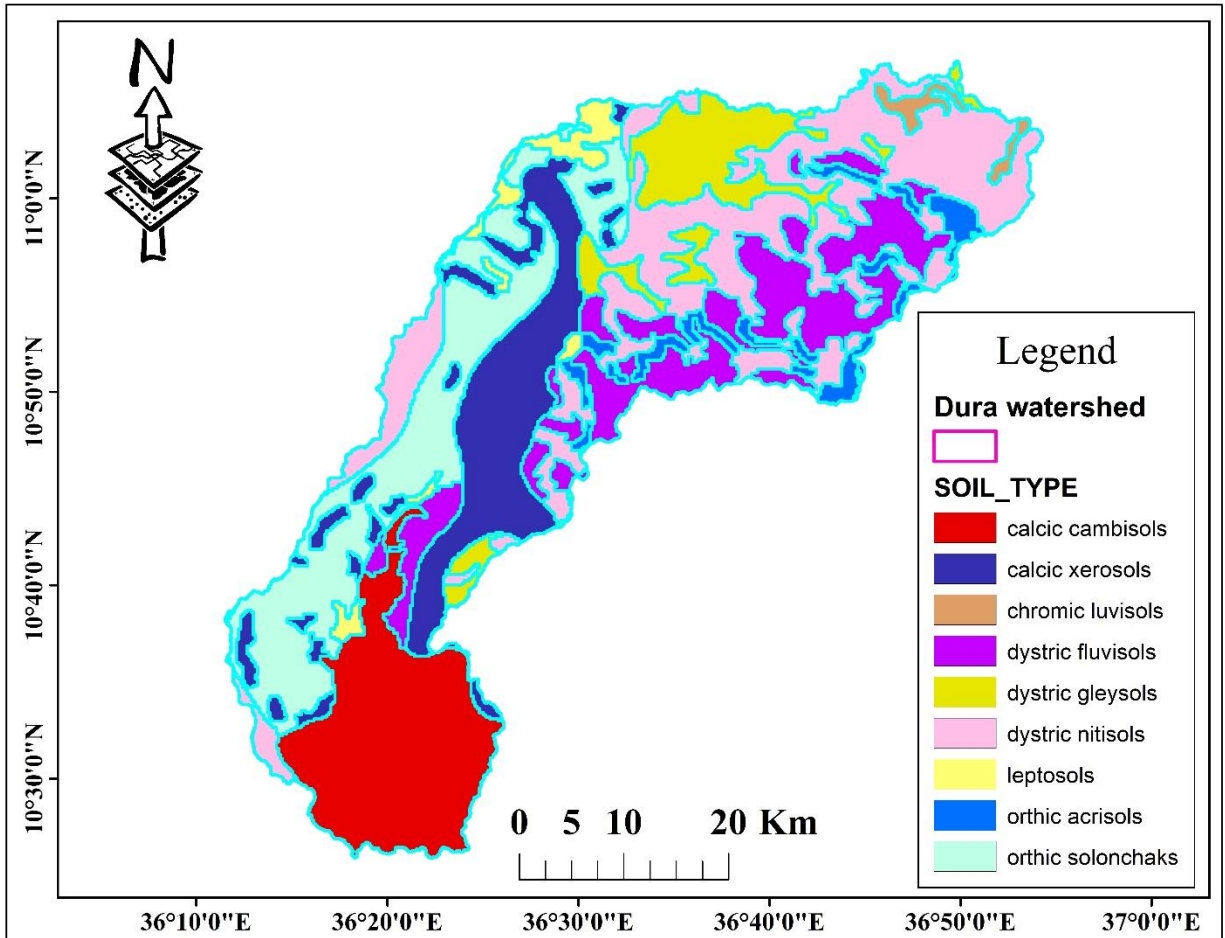 N
11°0'0"N
10°50'0"N
10°40'0"N
10°30'0"N
Legend
Dura watershed
SOIL_TYPE
calcic cambisols
calcic xerosols
chromic luvisols
dystric fluvisols
dystric gleysols
dystric nitisols
leptosols
orthic acrisols
orthic solonchaks
0 5 10 20 Km
36°10'0"E 36°20'0"E 36°30'0"E 36°40'0"E 36°50'0"E 37°0'0"E